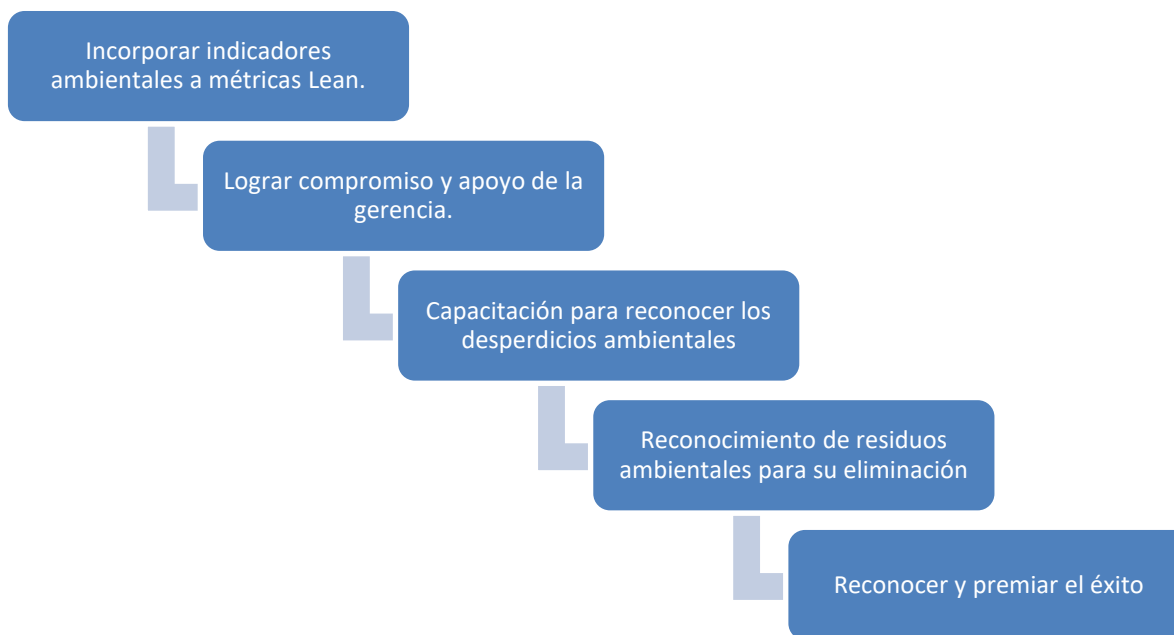 Incorporar indicadores
ambientales a métricas Lean.
Lograr compromiso y apoyo de la
gerencia.
Capacitación para reconocer los
desperdicios ambientales
Reconocimiento de residuos
ambientales para su eliminación
Reconocer y premiar el éxito